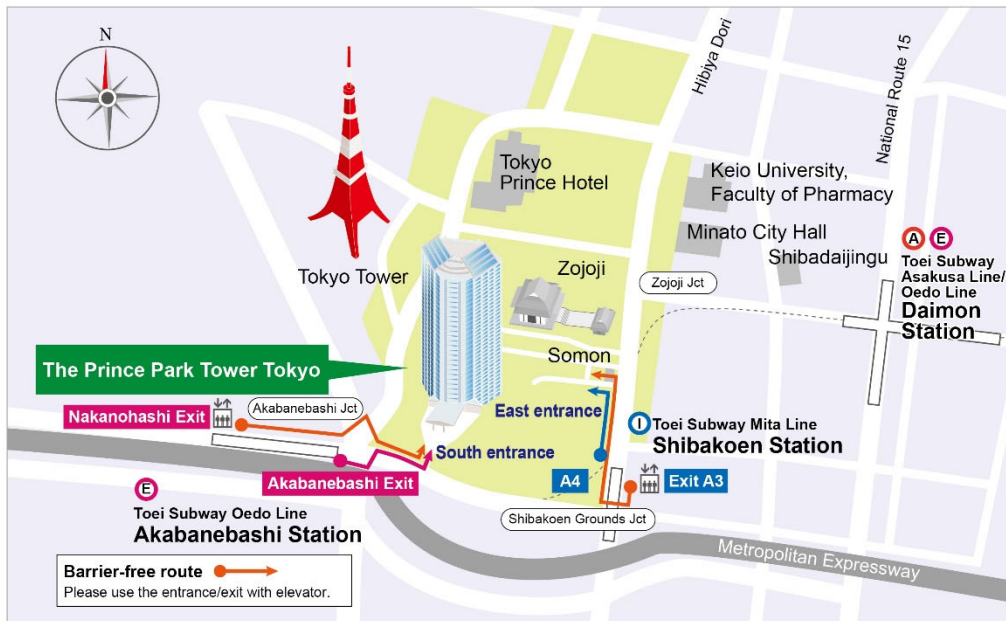 N
Hibiya Dori
National Route 15
Tokyo
Prince Hotel
Keio University,
Faculty of Pharmacy
Minato City Hall
Shibadaijingu
A E
Toei Subway
Asakusa Line/
Oedo Line
Daimon
Station
Tokyo Tower
Zojoji
Zojoji Jct
Somon
The Prince Park Tower Tokyo
Nakanohashi Exit
Akabanebashi Jct
East entrance
I Toei Subway Mita Line
Shibakoen Station
South entrance
Akabanebashi Exit
A4
Exit A3
E
Toei Subway Oedo Line
Akabanebashi Station
Shibakoen Grounds Jct
Metropolitan Expressway
Barrier-free route
Please use the entrance/exit with elevator.